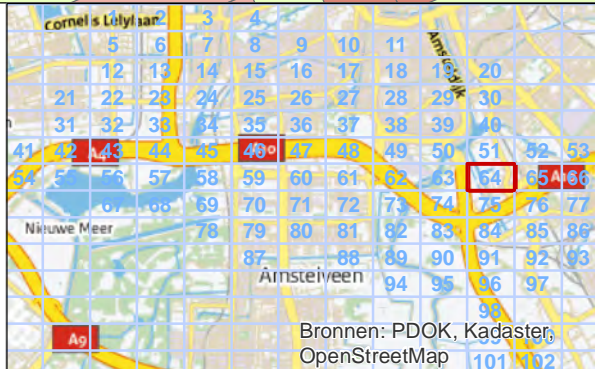 Cornelis Lelylaan 1 2 3 4
5 6 7 8 9 10 11
Amsteldijk
12 13 14 15 16 17 18 19 20
21 22 23 24 25 26 27 28 29 30
31 32 33 34 35 36 37 38 39 40
41 42 43 44 45 46 47 48 49 50 51 52 53
A4 A10
54 55 56 57 58 59 60 61 62 63 64 65 66
A10
67 68 69 70 71 72 73 74 75 76 77
Nieuwe Meer 78 79 80 81 82 83 84 85 86
87 88 89 90 91 92 93
Amstelveen 94 95 96 97
98
A9
Bronnen: PDOK, Kadaster,
OpenStreetMap
101 102